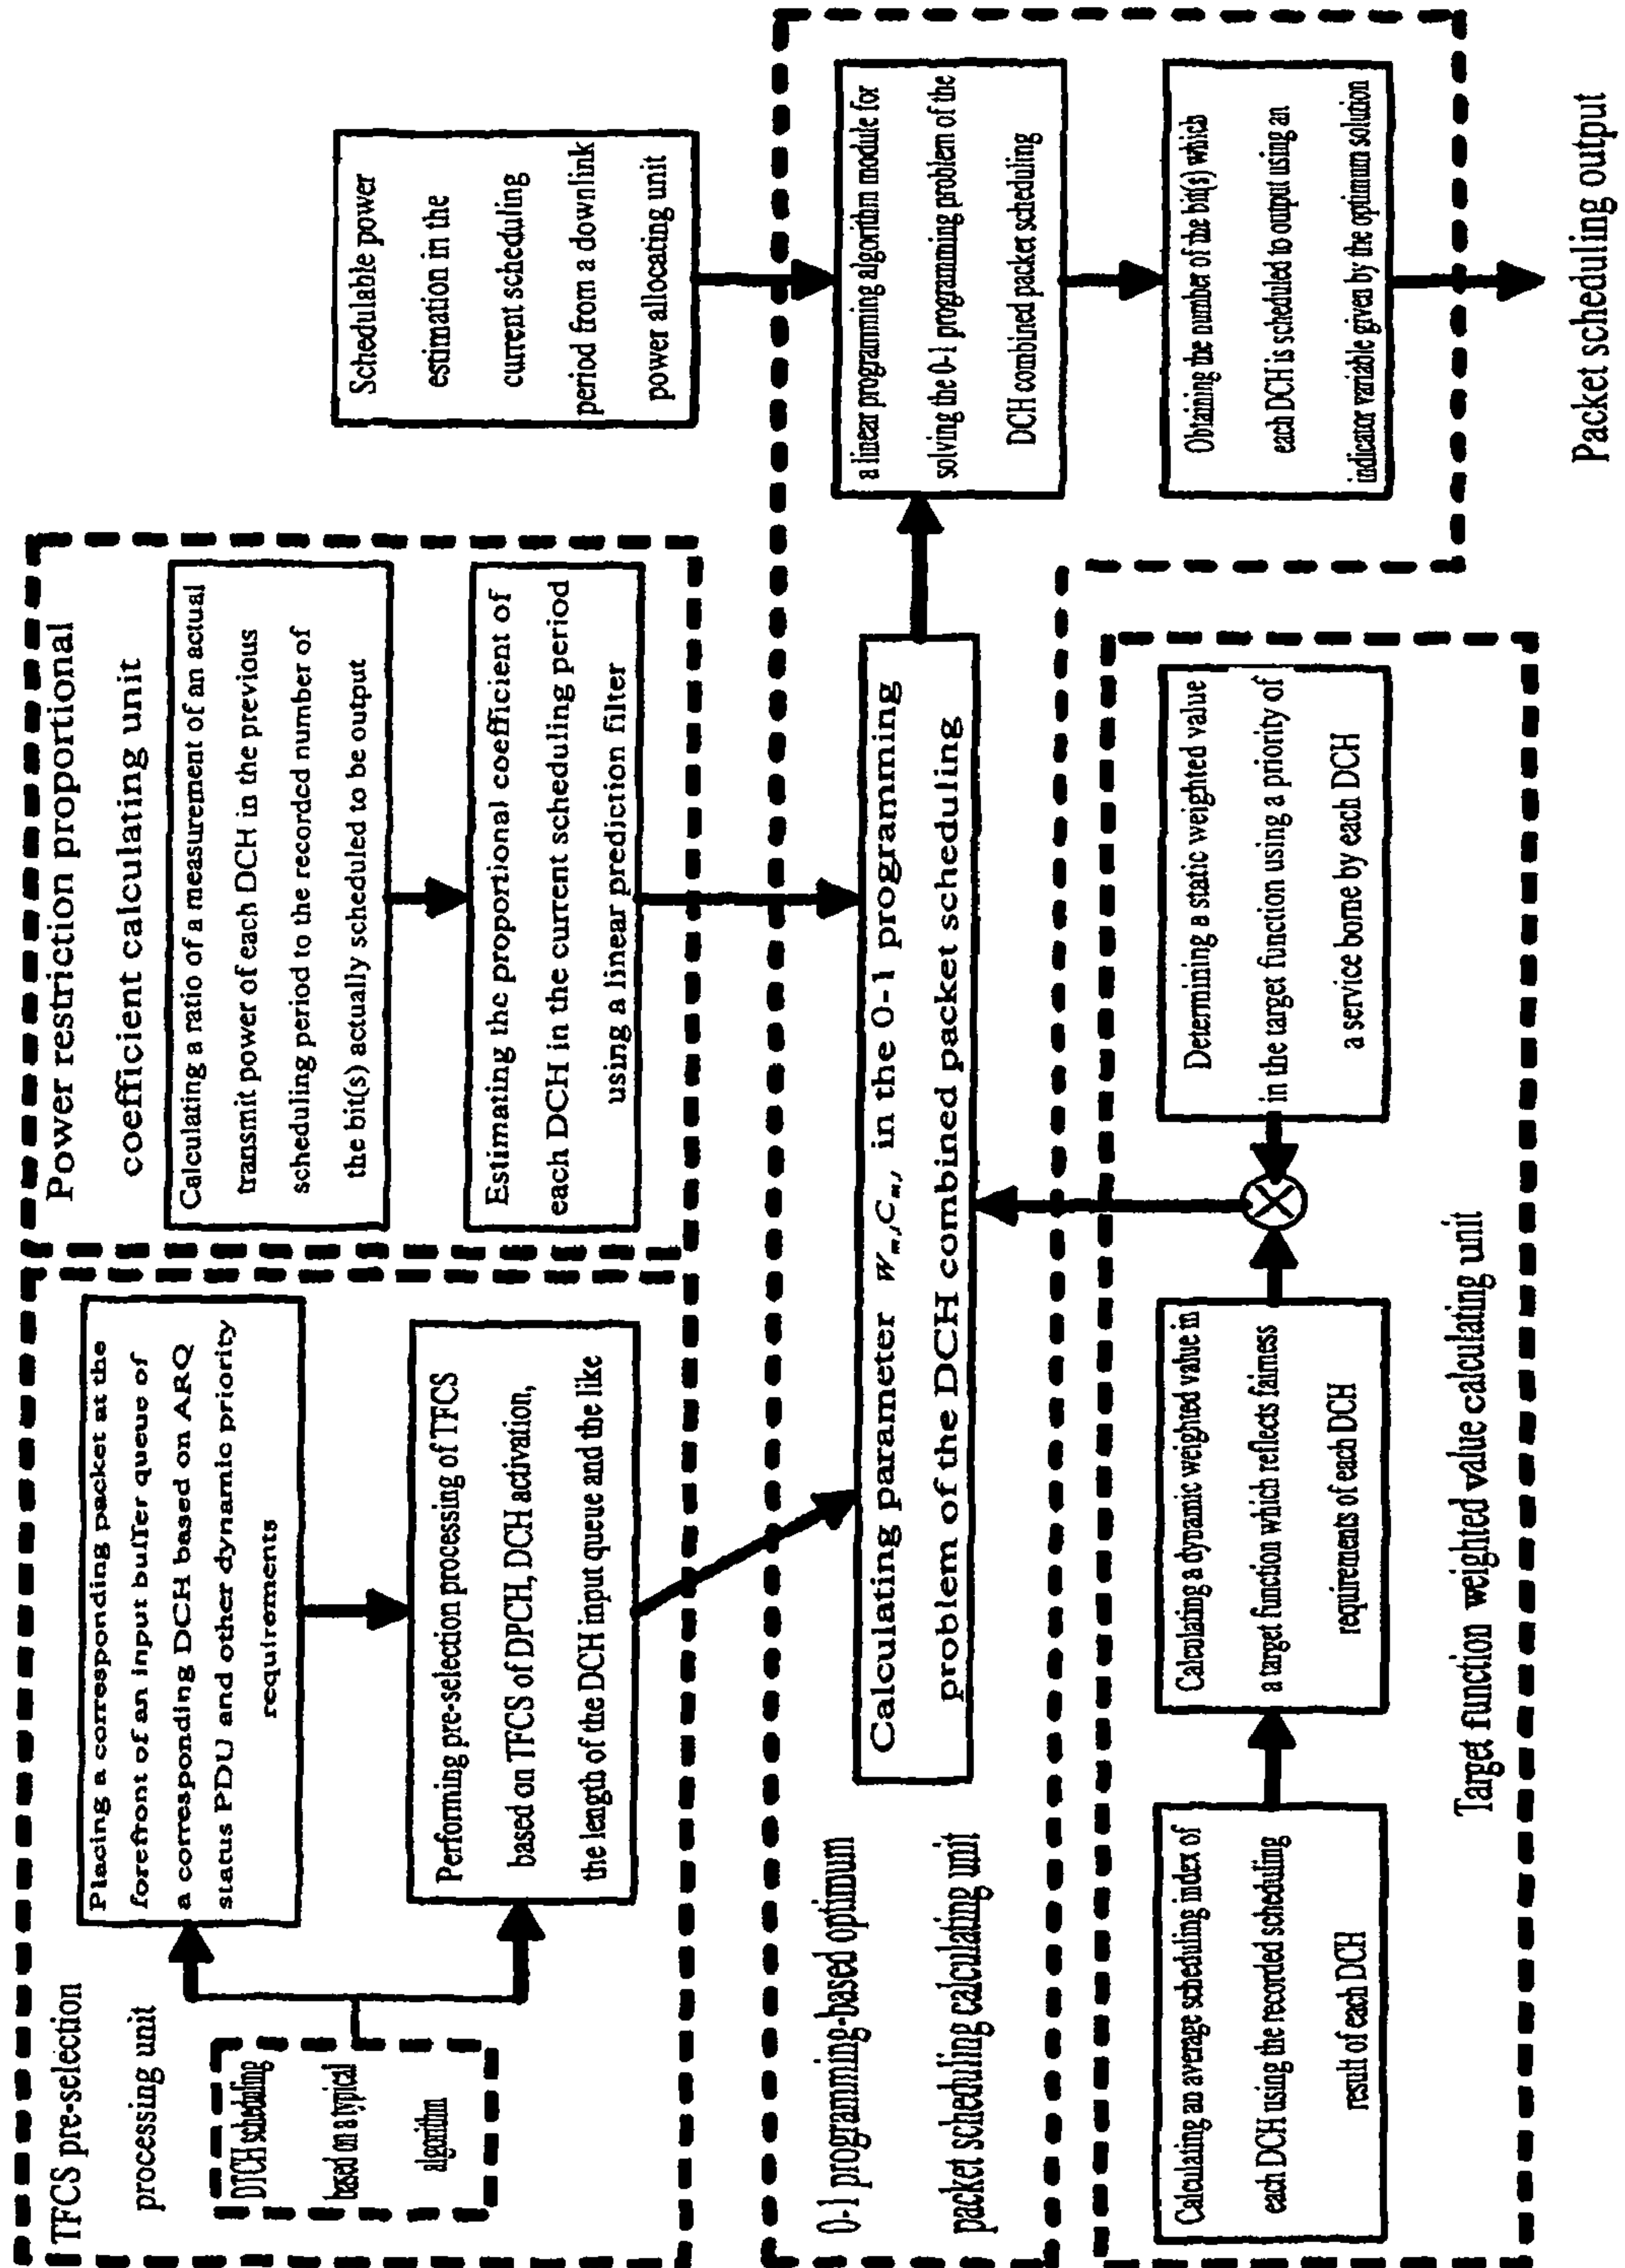 TFCS pre-selection
processing unit
DTCH scheduling
based on a typical
algorithm
Placing a corresponding packet at the
forefront of an input buffer queue of
a corresponding DCH based on ARQ
status PDU and other dynamic priority
requirements
Performing pre-selection processing of TFCS
based on TFCS of DPCH, DCH activation,
the length of the DCH input queue and the like
Power restriction proportional
coefficient calculating unit
Calculating a ratio of a measurement of an actual
transmit power of each DCH in the previous
scheduling period to the recorded number of
the bit(s) actually scheduled to be output
Estimating the proportional coefficient of
each DCH in the current scheduling period
using a linear prediction filter
Schedulable power
estimation in the
current scheduling
period from a downlink
power allocating unit
0-1 programming-based optimum
packet scheduling calculating unit
Calculating parameter W_m, C_m, in the 0-1 programming
problem of the DCH combined packet scheduling
a linear programming algorithm module for
solving the 0-1 programming problem of the
DCH combined packet scheduling
Obtaining the number of the bit(s) which
each DCH is scheduled to output using an
indicator variable given by the optimum solution
Calculating an average scheduling index of
each DCH using the recorded scheduling
result of each DCH
Calculating a dynamic weighted value in
a target function which reflects fairness
requirements of each DCH
Determining a static weighted value
in the target function using a priority of
a service borne by each DCH
Target function weighted value calculating unit
Packet scheduling output